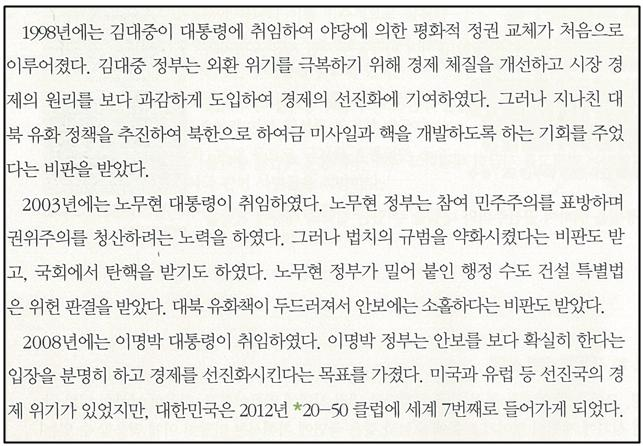 1998년에는 김대중이 대통령에 취임하여 야당에 의한 평화적 정권 교체가 처음으로
이루어졌다. 김대중 정부는 외환 위기를 극복하기 위해 경제 체질을 개선하고 시장 경
제의 원리를 보다 과감하게 도입하여 경제의 선진화에 기여하였다. 그러나 지나친 대
북 유화 정책을 추진하여 북한으로 하여금 미사일과 핵을 개발하도록 하는 기회를 주었
다는 비판을 받았다.
2003년에는 노무현 대통령이 취임하였다. 노무현 정부는 참여 민주주의를 표방하며
권위주의를 청산하려는 노력을 하였다. 그러나 법치의 규범을 약화시켰다는 비판도 받
고, 국회에서 탄핵을 받기도 하였다. 노무현 정부가 밀어 붙인 행정 수도 건설 특별법
은 위헌 판결을 받았다. 대북 유화책이 두드러져서 안보에는 소홀하다는 비판도 받았다.
2008년에는 이명박 대통령이 취임하였다. 이명박 정부는 안보를 보다 확실히 한다는
입장을 분명히 하고 경제를 선진화시킨다는 목표를 가졌다. 미국과 유럽 등 선진국의 경
제 위기가 있었지만, 대한민국은 2012년 *20-50 클럽에 세계 7번째로 들어가게 되었다.